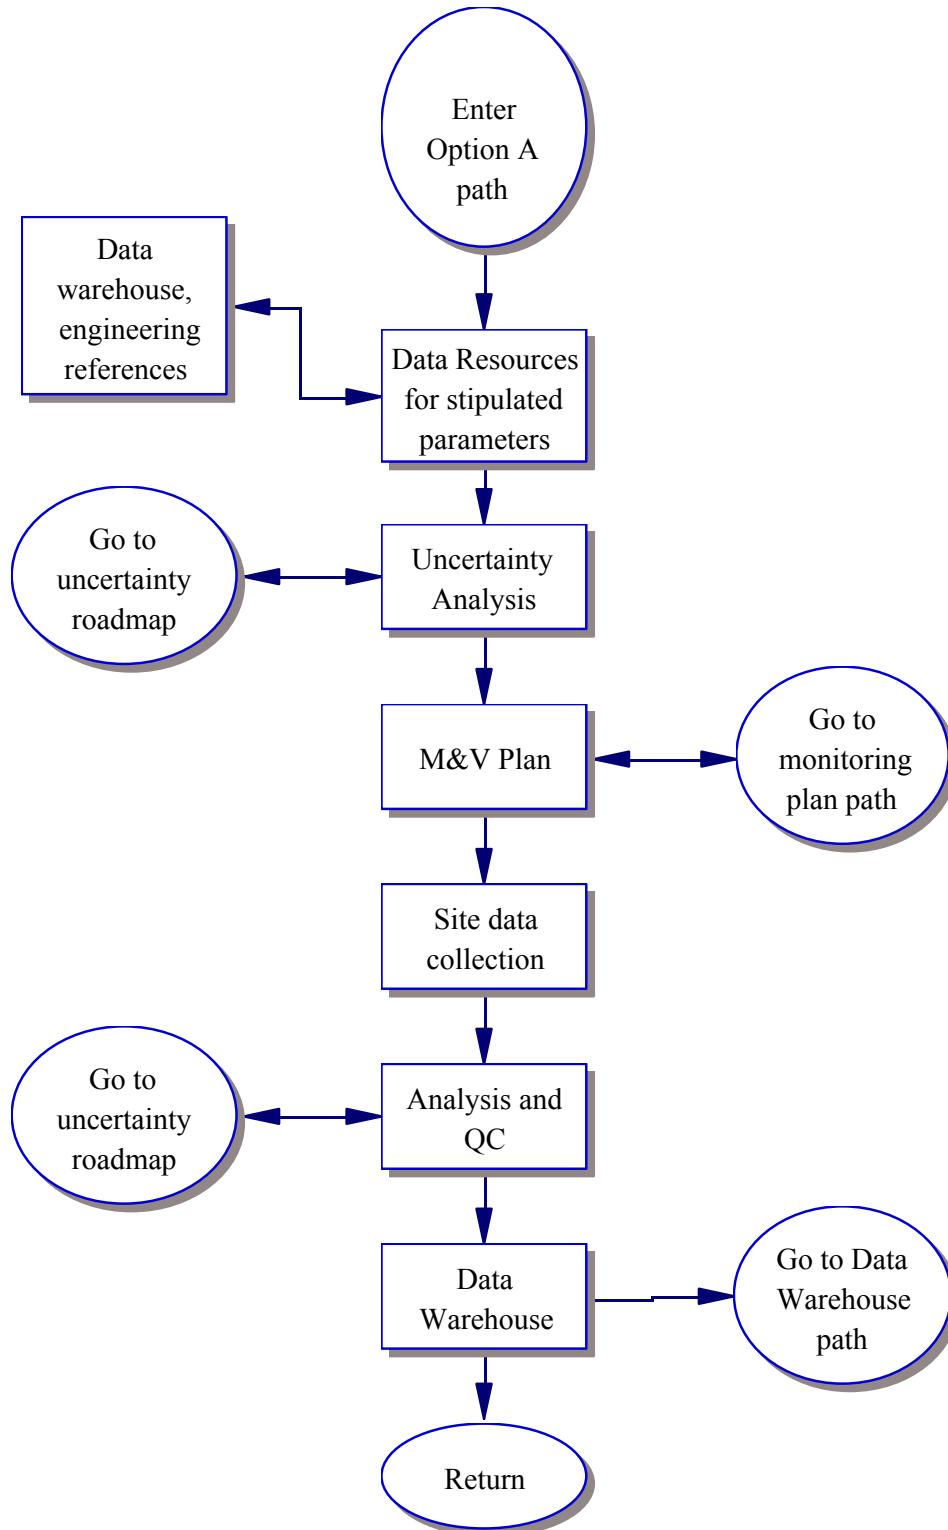 Enter
Option A
path
Data
warehouse,
engineering
references
Data Resources
for stipulated
parameters
Go to
uncertainty
roadmap
Uncertainty
Analysis
M&V Plan
Go to
monitoring
plan path
Site data
collection
Go to
uncertainty
roadmap
Analysis and
QC
Data
Warehouse
Go to Data
Warehouse
path
Return